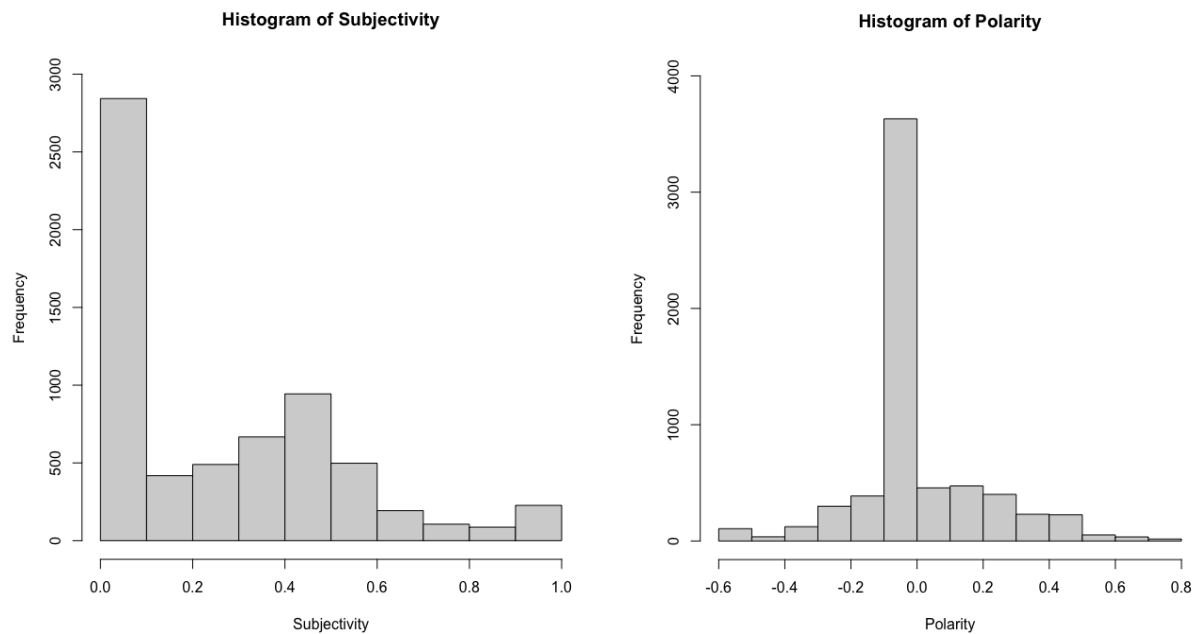 Histogram of Subjectivity
Frequency
3000
2500
2000
1500
1000
500
0
0.0 0.2 0.4 0.6 0.8 1.0
Subjectivity
Histogram of Polarity
Frequency
4000
3000
2000
1000
0
-0.6 -0.4 -0.2 0.0 0.2 0.4 0.6 0.8
Polarity